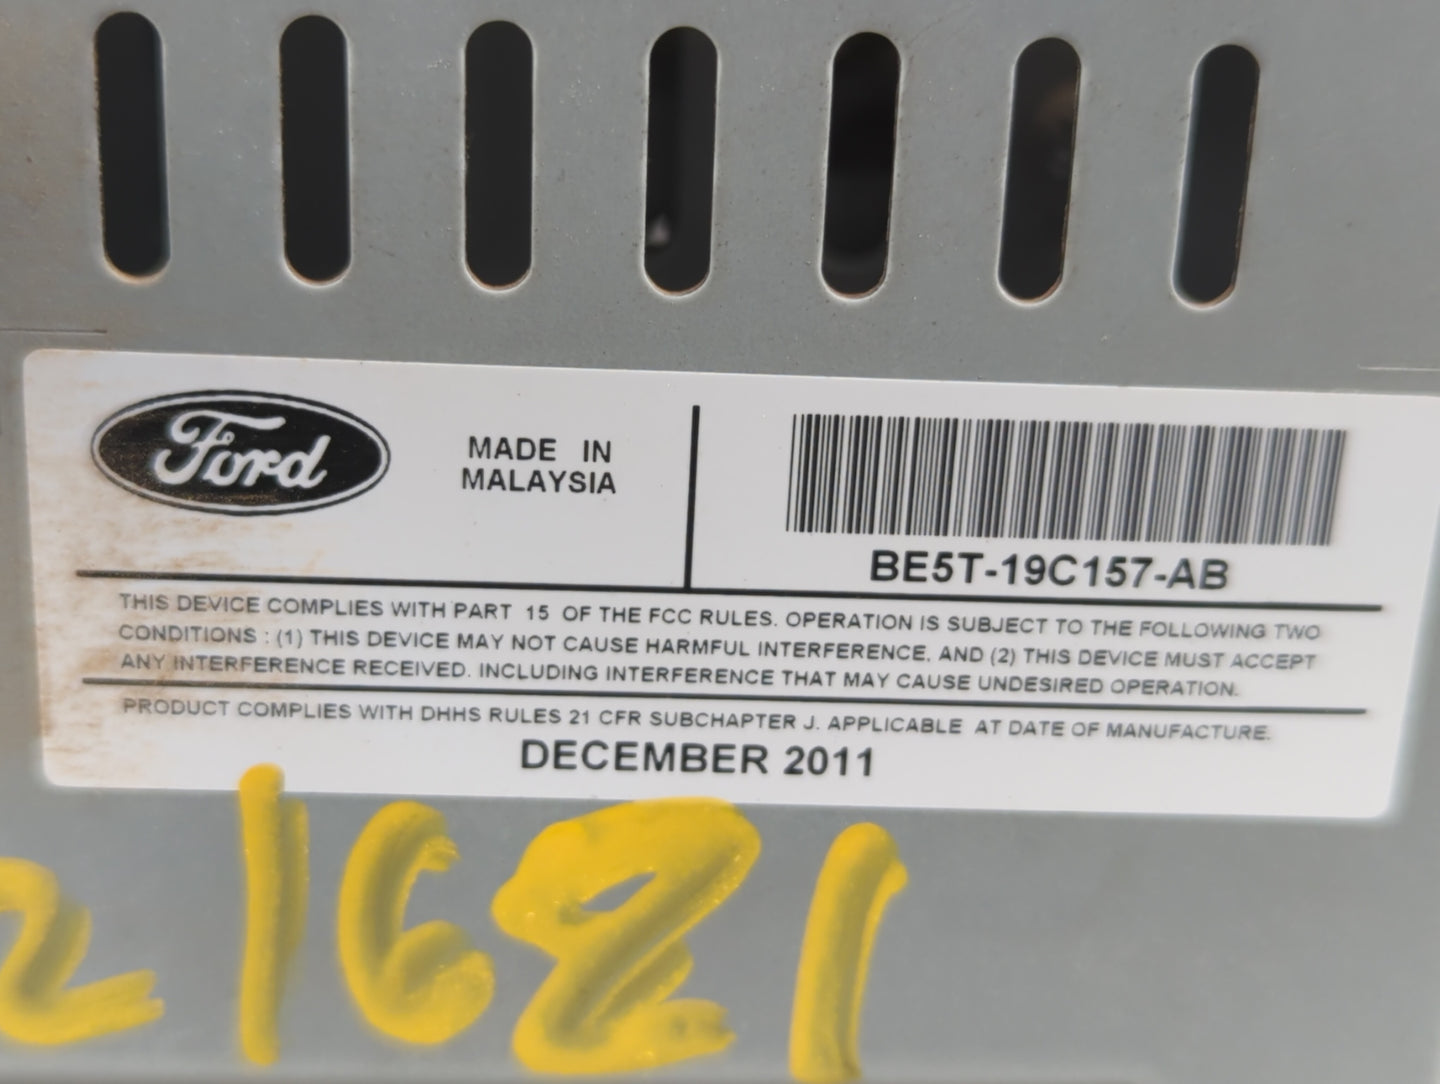 Ford
MADE IN
MALAYSIA
BE5T-19C157-AB
THIS DEVICE COMPLIES WITH PART 15 OF THE FCC RULES. OPERATION IS SUBJECT TO THE FOLLOWING TWO
CONDITIONS : (1) THIS DEVICE MAY NOT CAUSE HARMFUL INTERFERENCE, AND (2) THIS DEVICE MUST ACCEPT
ANY INTERFERENCE RECEIVED. INCLUDING INTERFERENCE THAT MAY CAUSE UNDESIRED OPERATION.
PRODUCT COMPLIES WITH DHHS RULES 21 CFR SUBCHAPTER J. APPLICABLE AT DATE OF MANUFACTURE.
DECEMBER 2011